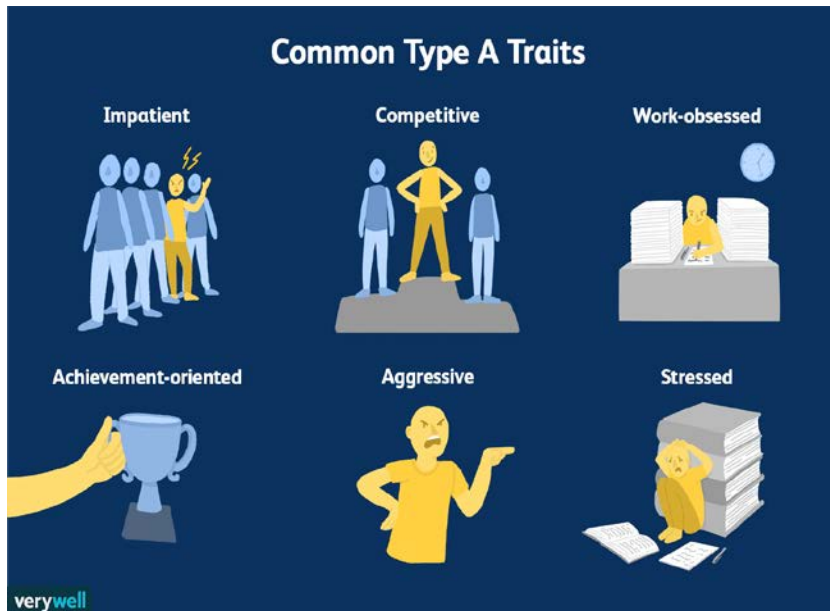 Common Type A Traits
Impatient
Competitive
Work-obsessed
Achievement-oriented
Aggressive
Stressed
verywell